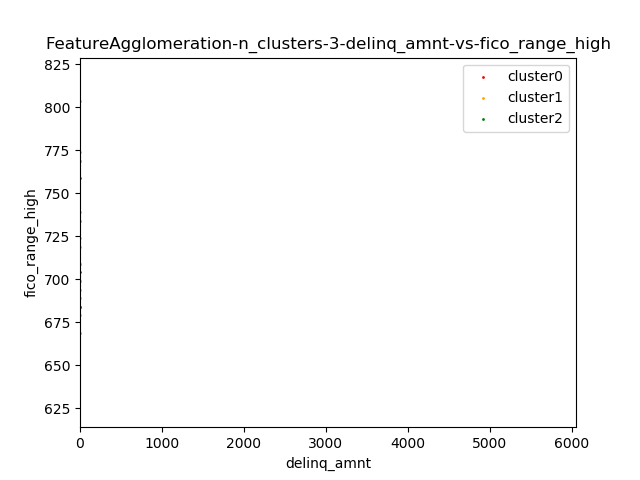 FeatureAgglomeration-n_clusters-3-delinq_amnt-vs-fico_range_high
825
800
775
750
725
700
675
650
625
fico_range_high
cluster0
cluster1
cluster2
0 1000 2000 3000 4000 5000 6000
delinq_amnt